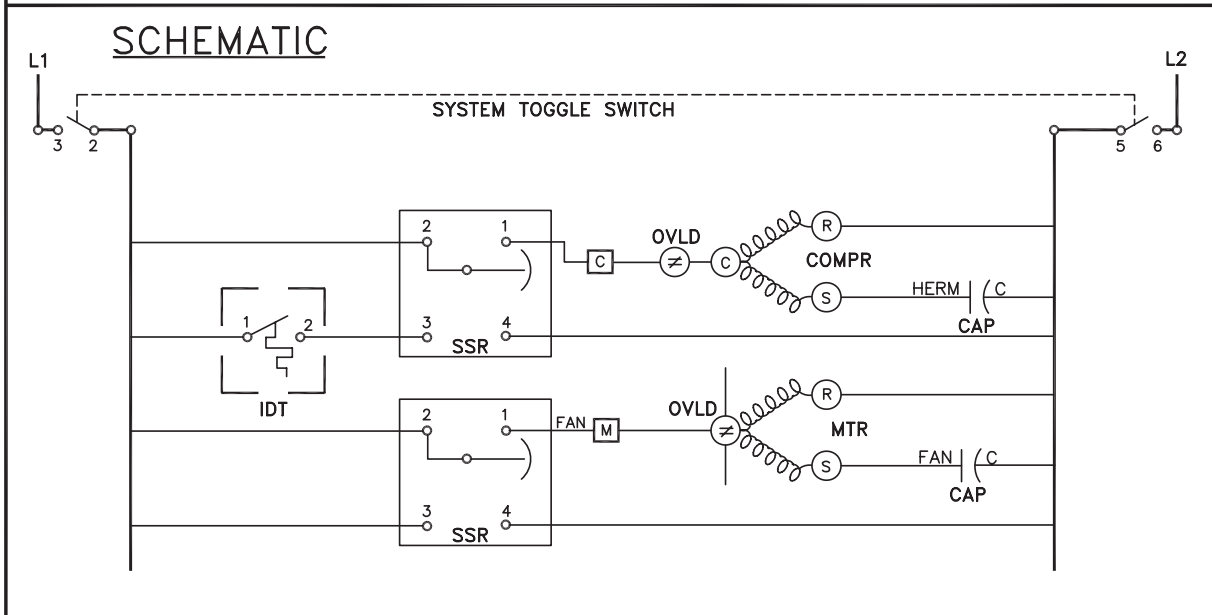 SCHEMATIC
L1
L2
SYSTEM TOGGLE SWITCH
3 2
5 6
2 1
OVLD
R
C
C
COMPR
S
HERM
C
CAP
1 2
3 4
SSR
IDT
2 1
FAN
M
OVLD
R
MTR
S
FAN
C
CAP
3 4
SSR